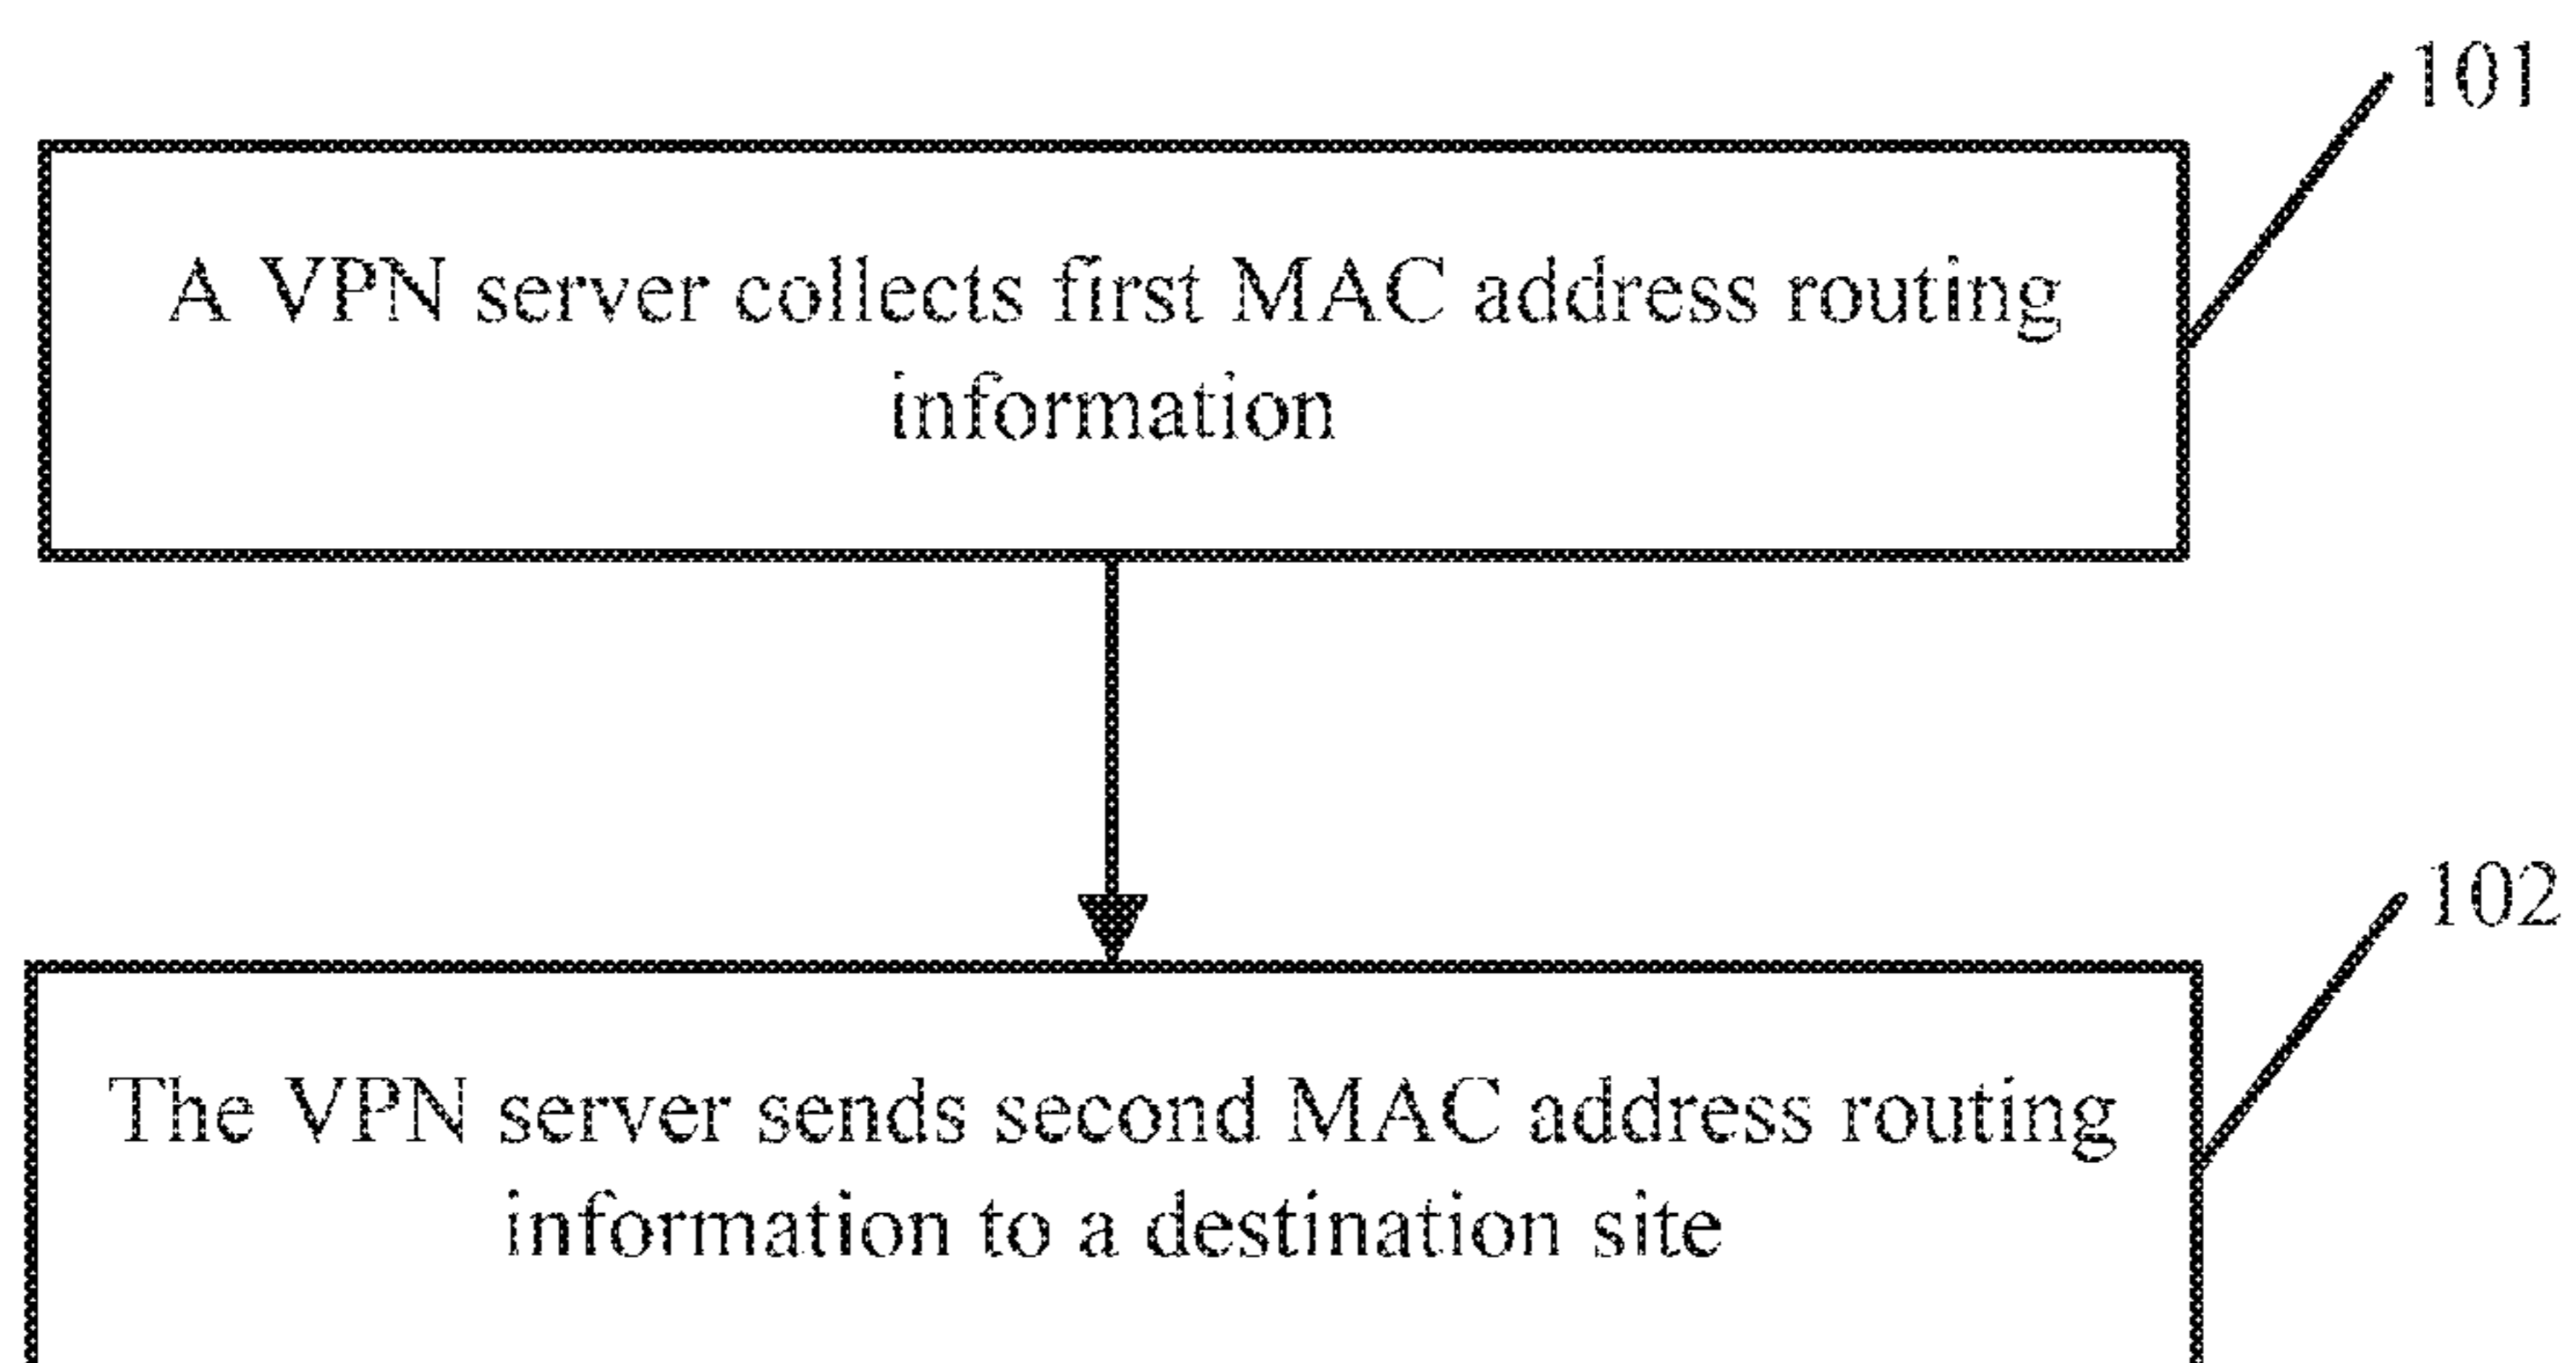 101
A VPN server collects first MAC address routing
information
102
The VPN server sends second MAC address routing
information to a destination site